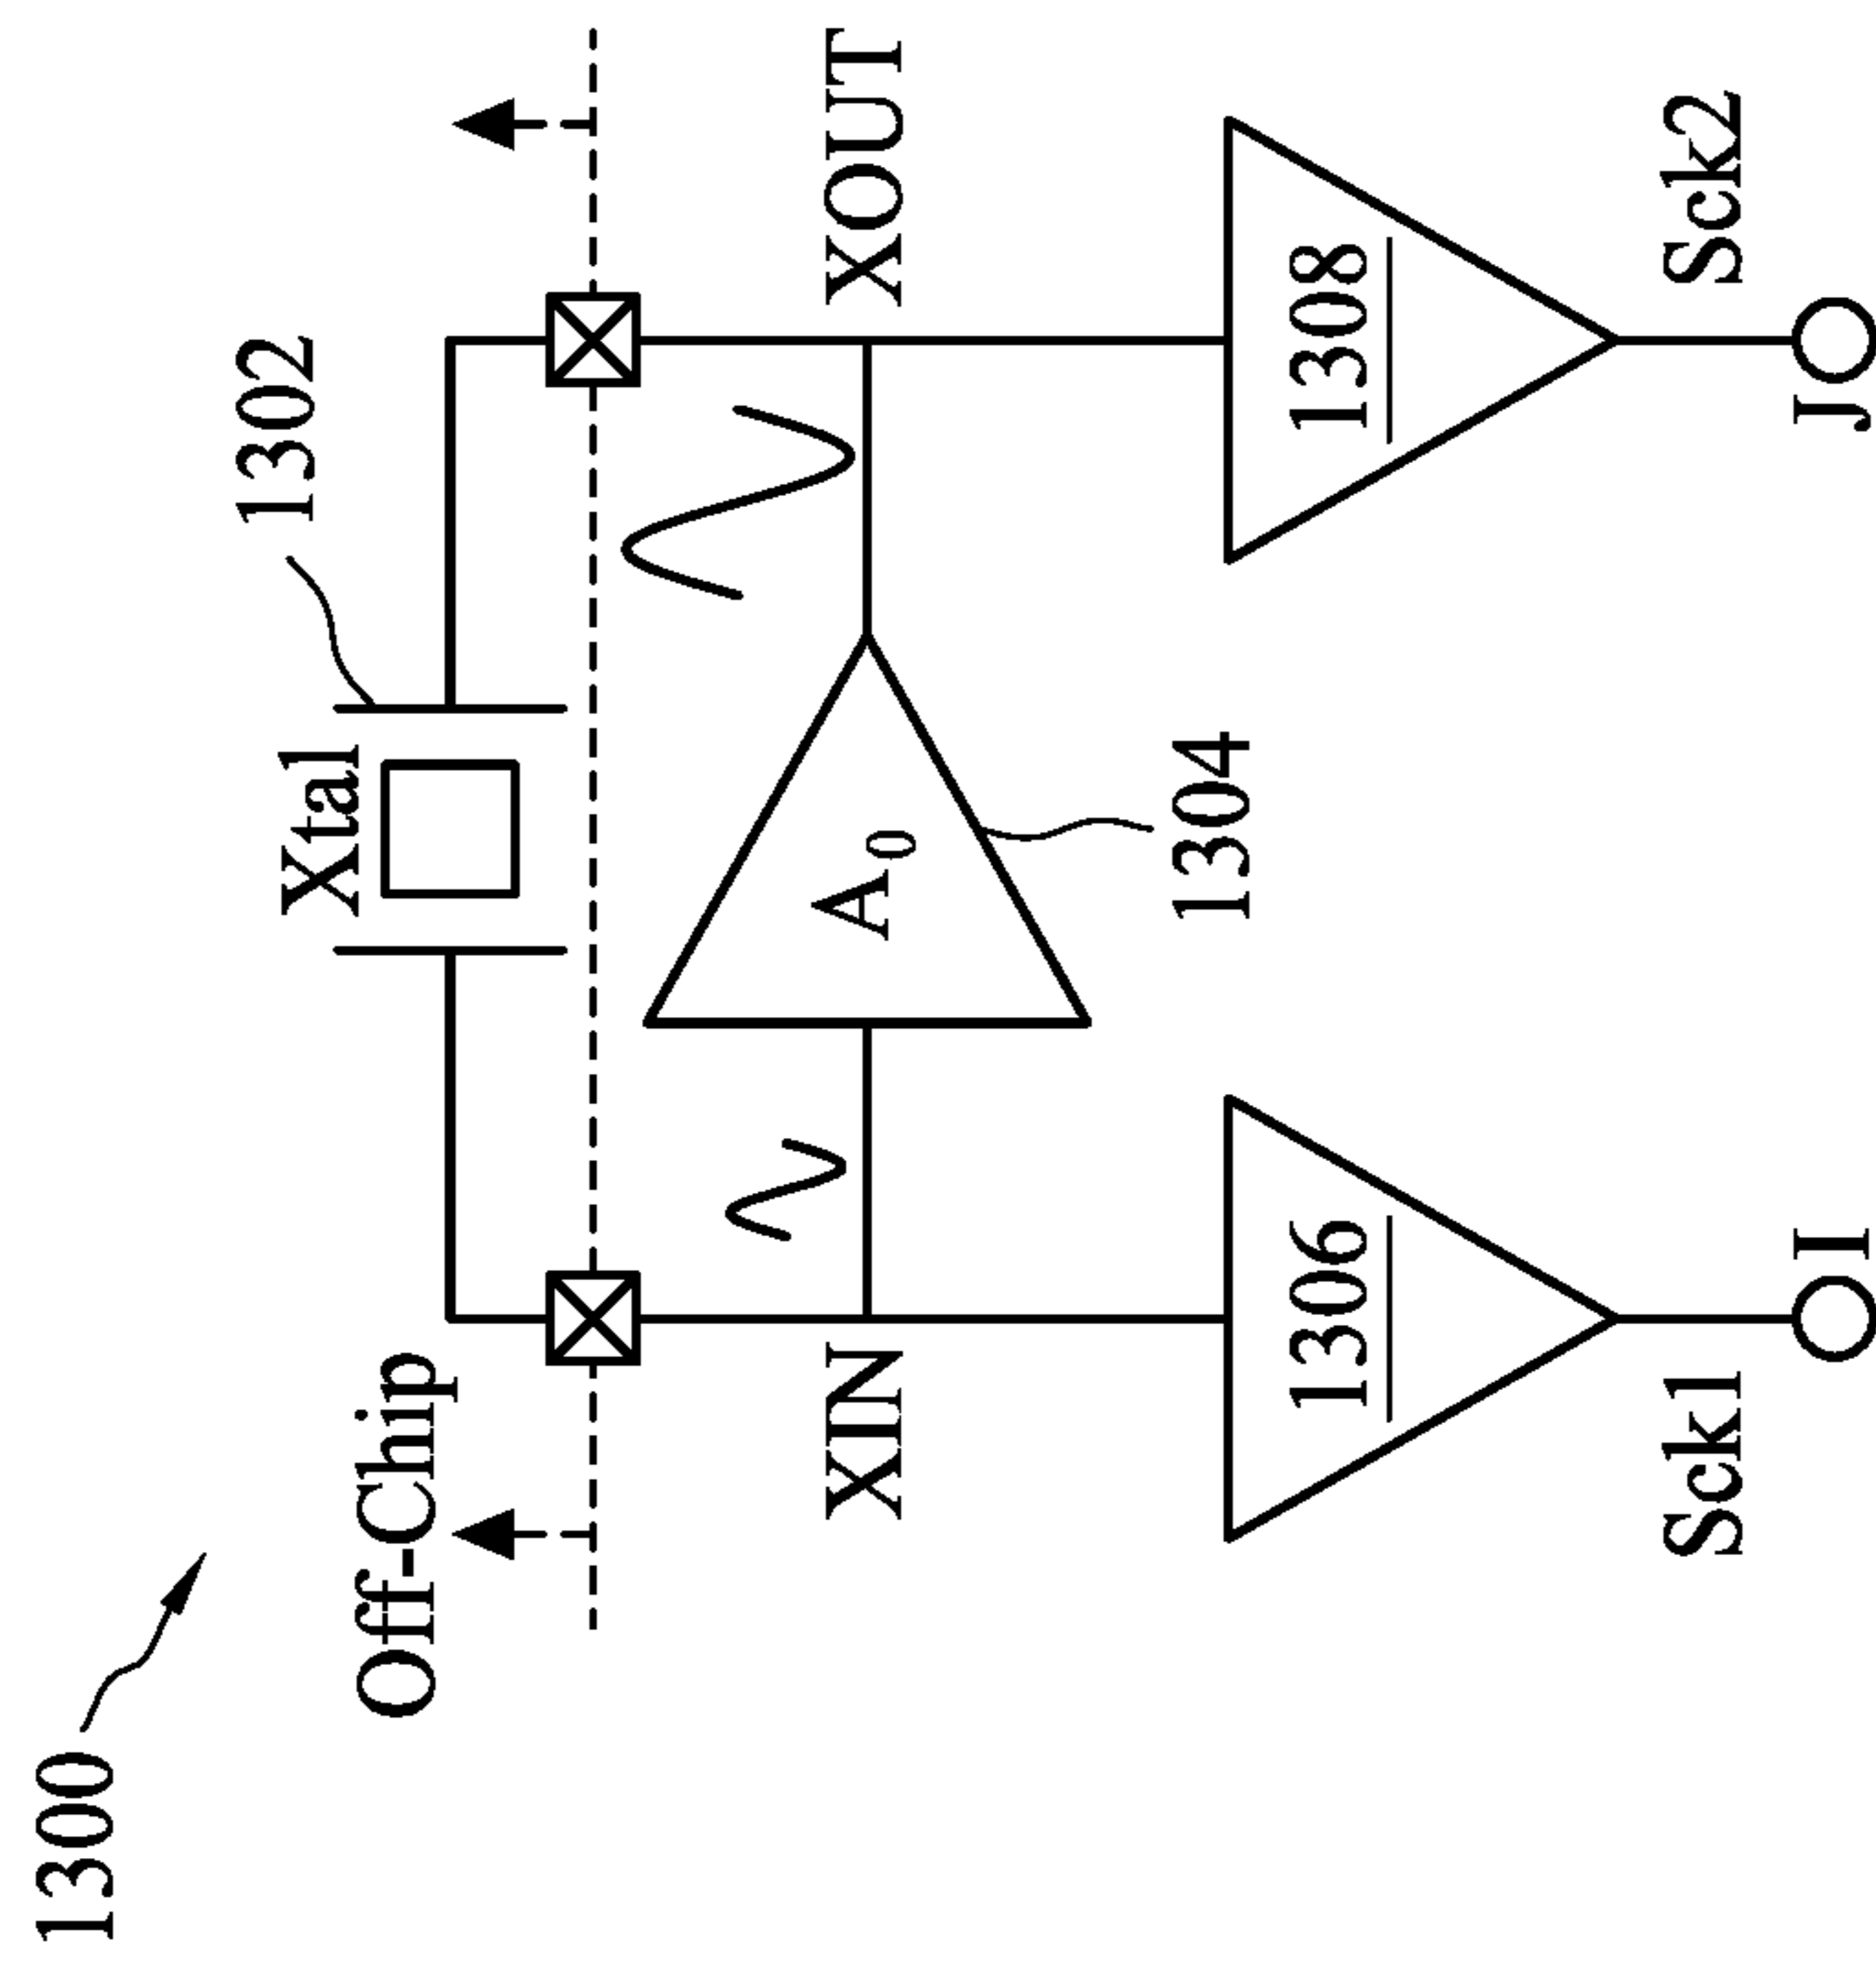 1300
1302
Off-Chip
Xtal
XIN
XOUT
A0
1304
1306
1308
Sck1
Sck2
I
J